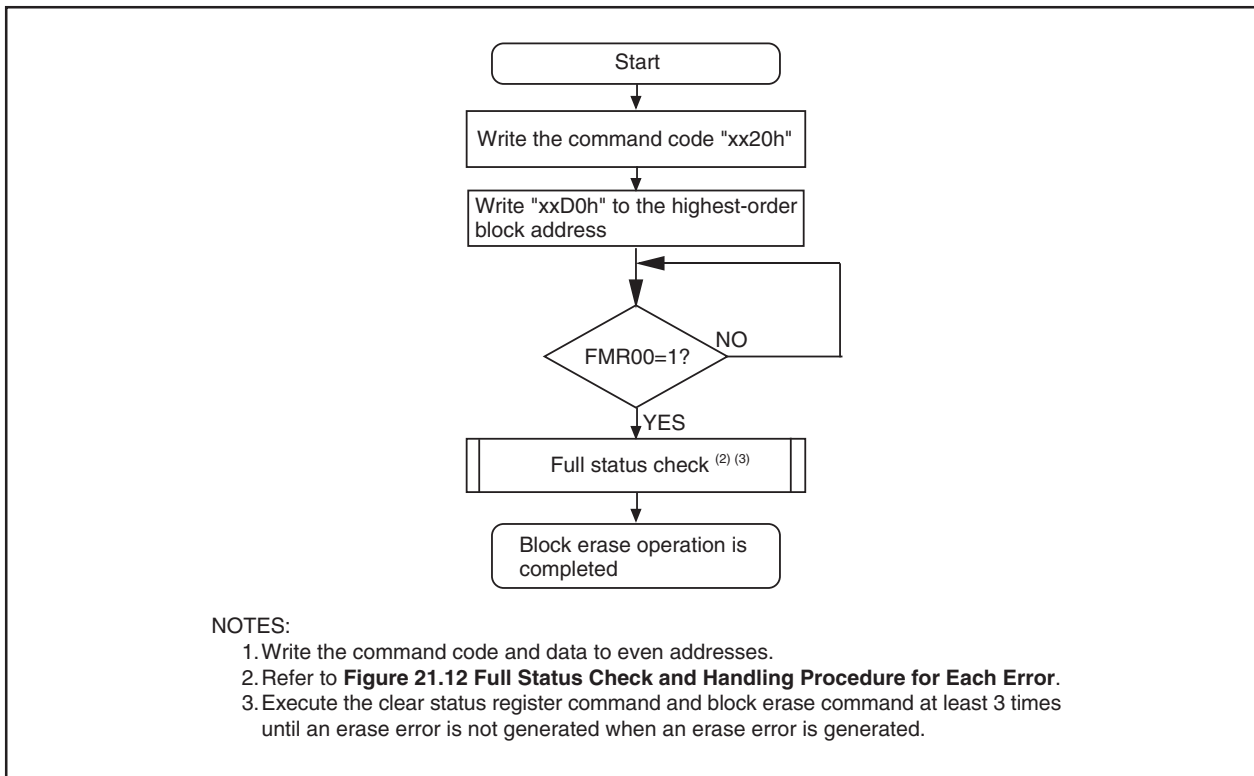 Start
Write the command code "xx20h"
Write "xxD0h" to the highest-order
block address
FMR00=1?
NO
YES
Full status check (2) (3)
Block erase operation is
completed
NOTES:
1. Write the command code and data to even addresses.
2. Refer to Figure 21.12 Full Status Check and Handling Procedure for Each Error.
3. Execute the clear status register command and block erase command at least 3 times
until an erase error is not generated when an erase error is generated.